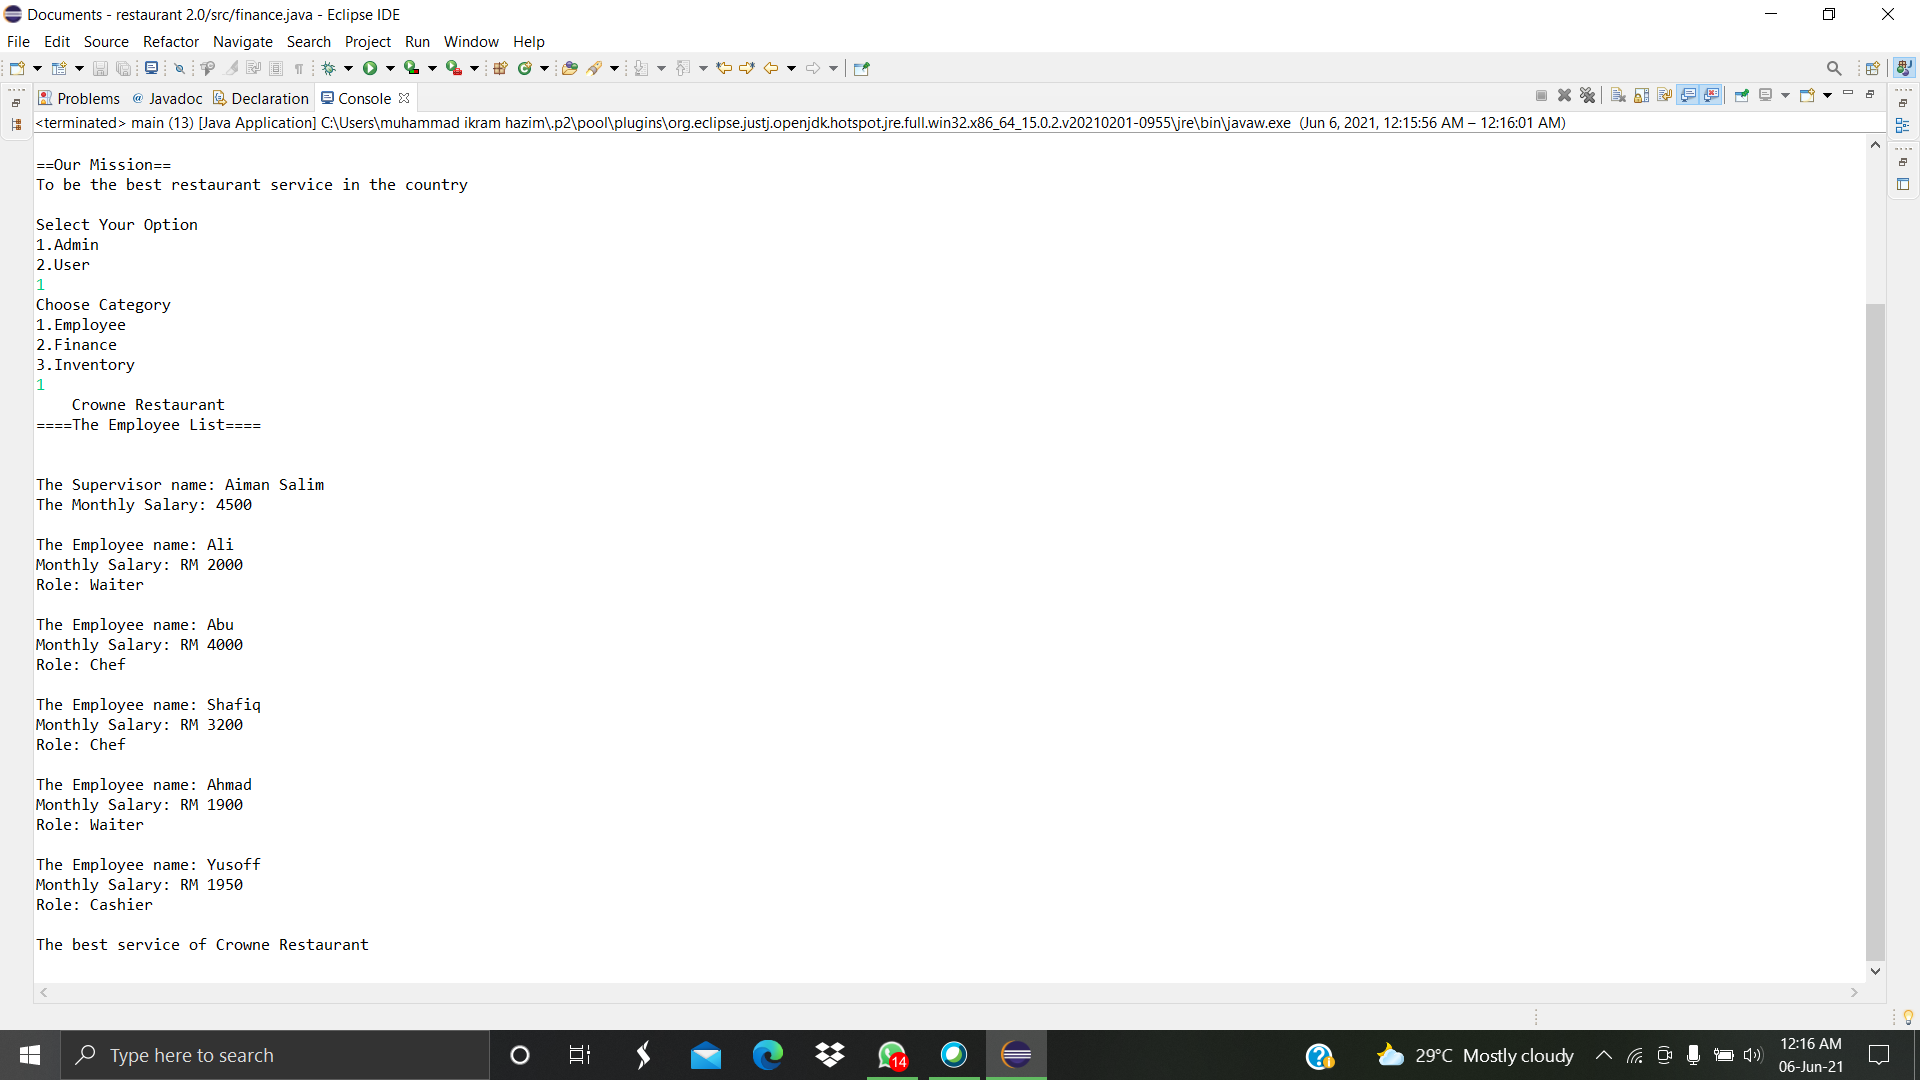 Documents - restaurant 2.0/src/finance.java - Eclipse IDE
File Edit Source Refactor Navigate Search Project Run Window Help
Problems @ Javadoc Declaration Console
<terminated> main (13) [Java Application] C:\Users\muhammad ikram hazim\.p2\pool\plugins\org.eclipse.justj.openjdk.hotspot.jre.full.win32.x86_64_15.0.2.v20210201-0955\jre\bin\javaw.exe (Jun 6, 2021, 12:15:56 AM – 12:16:01 AM)
==Our Mission==
To be the best restaurant service in the country
Select Your Option
1.Admin
2.User
1
Choose Category
1.Employee
2.Finance
3.Inventory
1
Crowne Restaurant
====The Employee List====
The Supervisor name: Aiman Salim
The Monthly Salary: 4500
The Employee name: Ali
Monthly Salary: RM 2000
Role: Waiter
The Employee name: Abu
Monthly Salary: RM 4000
Role: Chef
The Employee name: Shafiq
Monthly Salary: RM 3200
Role: Chef
The Employee name: Ahmad
Monthly Salary: RM 1900
Role: Waiter
The Employee name: Yusoff
Monthly Salary: RM 1950
Role: Cashier
The best service of Crowne Restaurant
Type here to search
14
29°C Mostly cloudy
12:16 AM
06-Jun-21